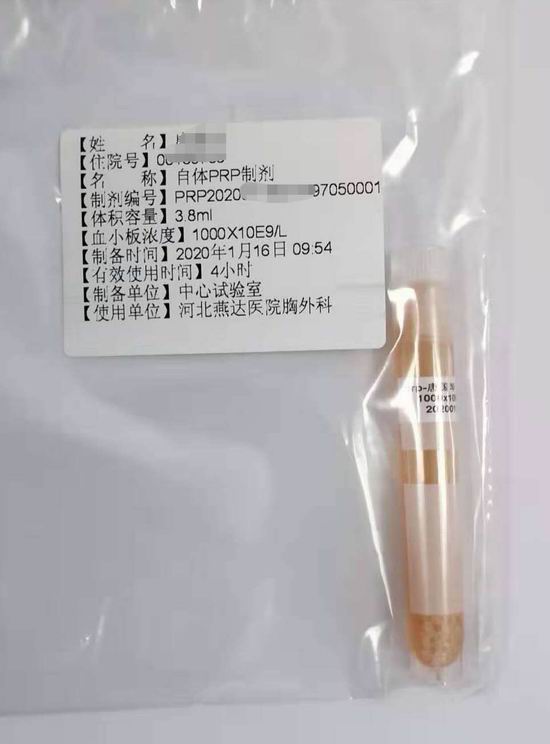 【姓 名】
【住院号】
【名 称】自体PRP制剂
【制剂编号】PRP2020 97050001
【体积容量】3.8ml
【血小板浓度】1000X10E9/L
【制备时间】2020年1月16日 09:54
【有效使用时间】4小时
【制备单位】中心试验室
【使用单位】河北燕达医院胸外科
1000x10